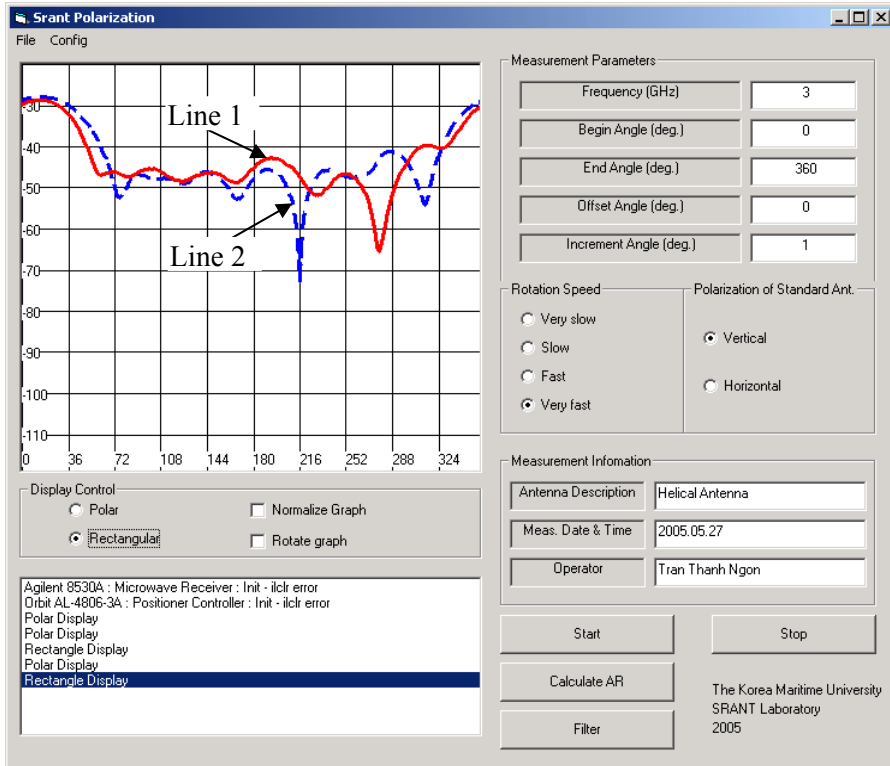 Srant Polarization
File Config
-30
-40
-50
-60
-70
-80
-90
-100
-110
0 36 72 108 144 180 216 252 288 324
Line 1
Line 2
Measurement Parameters
Frequency (GHz) 3
Begin Angle (deg.) 0
End Angle (deg.) 360
Offset Angle (deg.) 0
Increment Angle (deg.) 1
Rotation Speed
Very slow
Slow
Fast
Very fast
Polarization of Standard Ant.
Vertical
Horizontal
Display Control
Polar
Rectangular
Normalize Graph
Rotate graph
Measurement Infomation
Antenna Description Helical Antenna
Meas. Date & Time 2005.05.27
Operator Tran Thanh Ngon
Agilent 8530A : Microwave Receiver : Init - ilclr error
Orbit AL-4806-3A : Positioner Controller : Init - ilclr error
Polar Display
Polar Display
Rectangle Display
Polar Display
Rectangle Display
Start
Stop
Calculate AR
Filter
The Korea Maritime University
SRANT Laboratory
2005